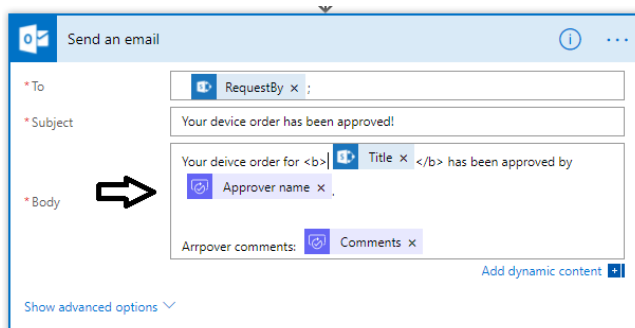 Send an email
* To
RequestBy × ;
* Subject
Your device order has been approved!
* Body
Your deivce order for <b> Title × </b> has been approved by
Approver name × .
Arrpover comments: Comments ×
Add dynamic content +
Show advanced options